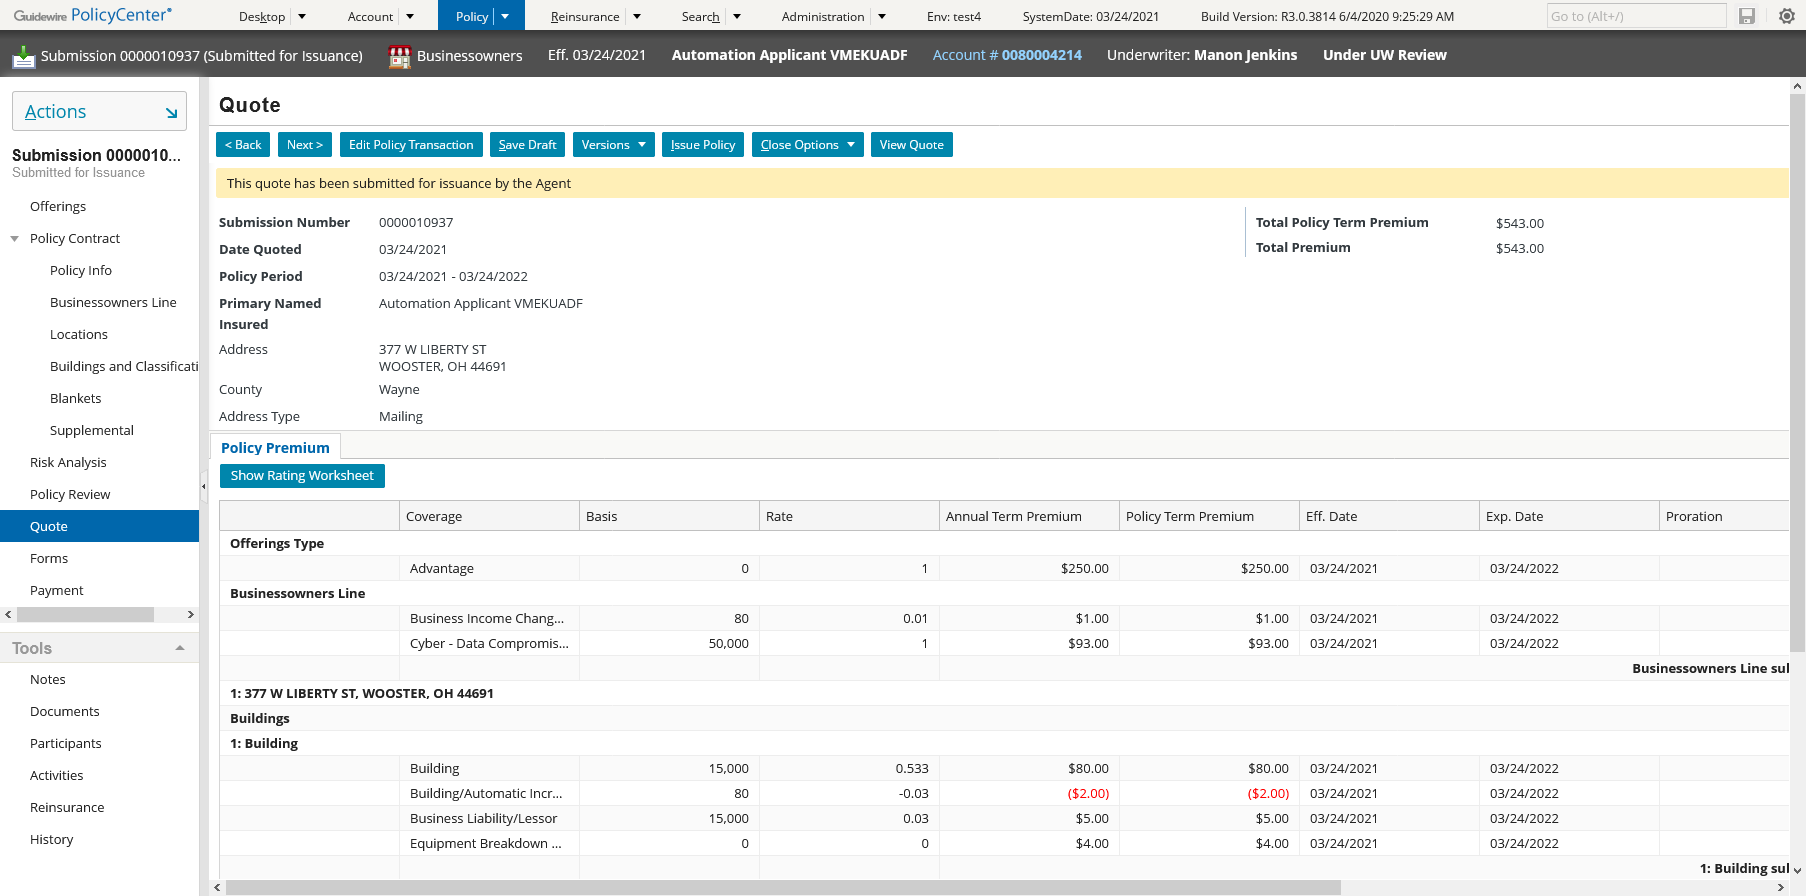 Guidewire PolicyCenter®
Desktop
Account
Policy
Reinsurance
Search
Administration
Env: test4
SystemDate: 03/24/2021
Build Version: R3.0.3814 6/4/2020 9:25:29 AM
Go to (Alt+/)
Submission 0000010937 (Submitted for Issuance)
Businessowners
Eff. 03/24/2021
Automation Applicant VMEKUADF
Account # 0080004214
Underwriter: Manon Jenkins
Under UW Review
Actions
Submission 0000010...
Submitted for Issuance
Offerings
Policy Contract
Policy Info
Businessowners Line
Locations
Buildings and Classificati
Blankets
Supplemental
Risk Analysis
Policy Review
Quote
Forms
Payment
Tools
Notes
Documents
Participants
Activities
Reinsurance
History
Quote
< Back
Next >
Edit Policy Transaction
Save Draft
Versions
Issue Policy
Close Options
View Quote
This quote has been submitted for issuance by the Agent
Submission Number 0000010937
Date Quoted 03/24/2021
Policy Period 03/24/2021 - 03/24/2022
Primary Named Insured Automation Applicant VMEKUADF
Address 377 W LIBERTY ST
WOOSTER, OH 44691
County Wayne
Address Type Mailing
Total Policy Term Premium $543.00
Total Premium $543.00
Policy Premium
Show Rating Worksheet
Coverage Basis Rate Annual Term Premium Policy Term Premium Eff. Date Exp. Date Proration
Offerings Type
Advantage 0 1 $250.00 $250.00 03/24/2021 03/24/2022
Businessowners Line
Business Income Chang... 80 0.01 $1.00 $1.00 03/24/2021 03/24/2022
Cyber - Data Compromis... 50,000 1 $93.00 $93.00 03/24/2021 03/24/2022
Businessowners Line sul
1: 377 W LIBERTY ST, WOOSTER, OH 44691
Buildings
1: Building
Building 15,000 0.533 $80.00 $80.00 03/24/2021 03/24/2022
Building/Automatic Incr... 80 -0.03 ($2.00) ($2.00) 03/24/2021 03/24/2022
Business Liability/Lessor 15,000 0.03 $5.00 $5.00 03/24/2021 03/24/2022
Equipment Breakdown ... 0 0 $4.00 $4.00 03/24/2021 03/24/2022
1: Building sul